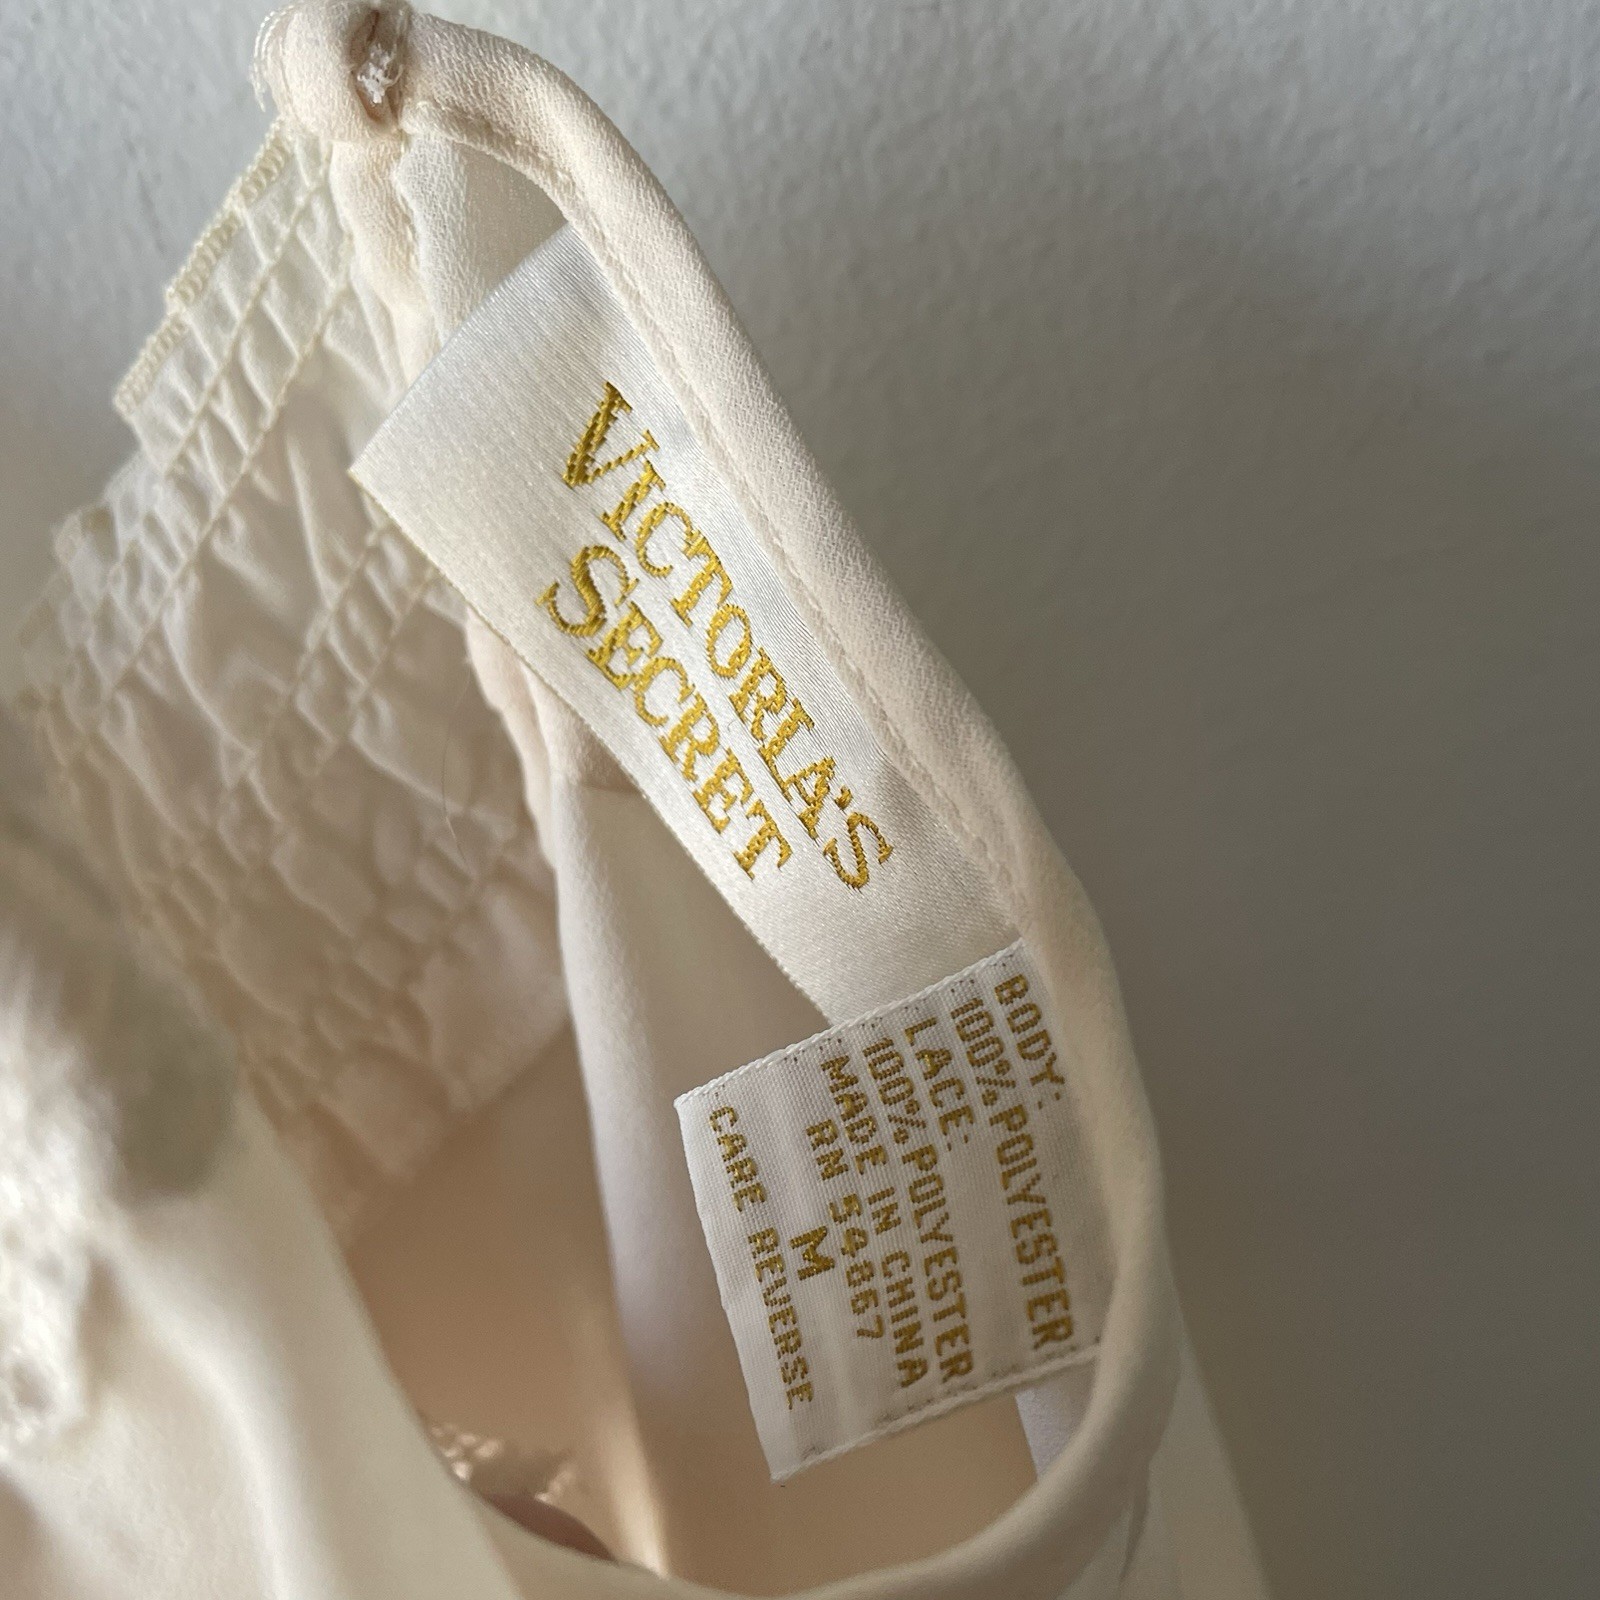 VICTORIA'S
SECRET
BODY:
100% POLYESTER
LACE:
100% POLYESTER
MADE IN CHINA
RN 54867
M
CARE REVERSE